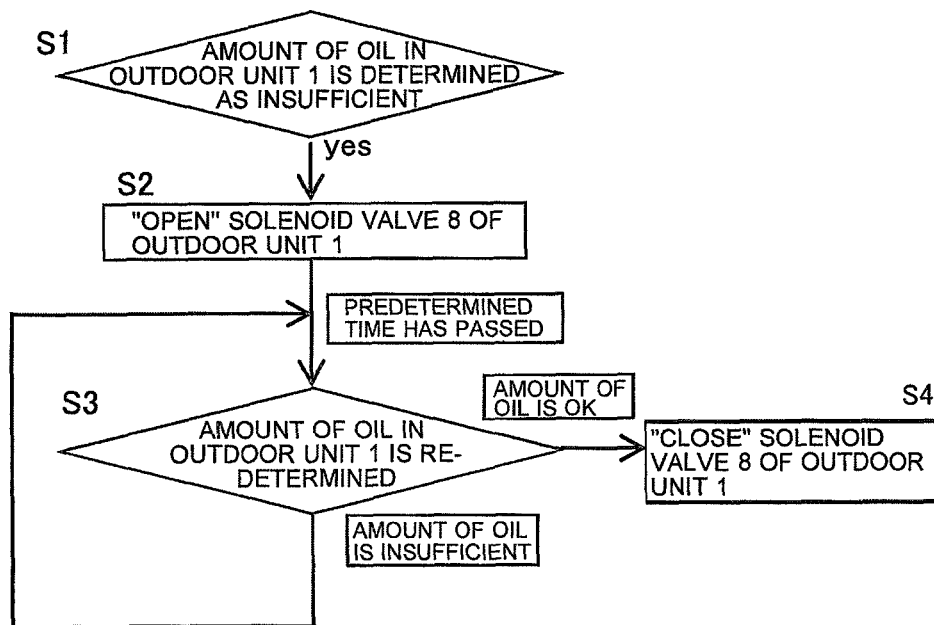 S1
AMOUNT OF OIL IN
OUTDOOR UNIT 1 IS DETERMINED
AS INSUFFICIENT
yes
S2
"OPEN" SOLENOID VALVE 8 OF
OUTDOOR UNIT 1
PREDETERMINED
TIME HAS PASSED
S3
AMOUNT OF OIL IN
OUTDOOR UNIT 1 IS RE-
DETERMINED
AMOUNT OF
OIL IS OK
S4
"CLOSE" SOLENOID
VALVE 8 OF OUTDOOR
UNIT 1
AMOUNT OF OIL
IS INSUFFICIENT